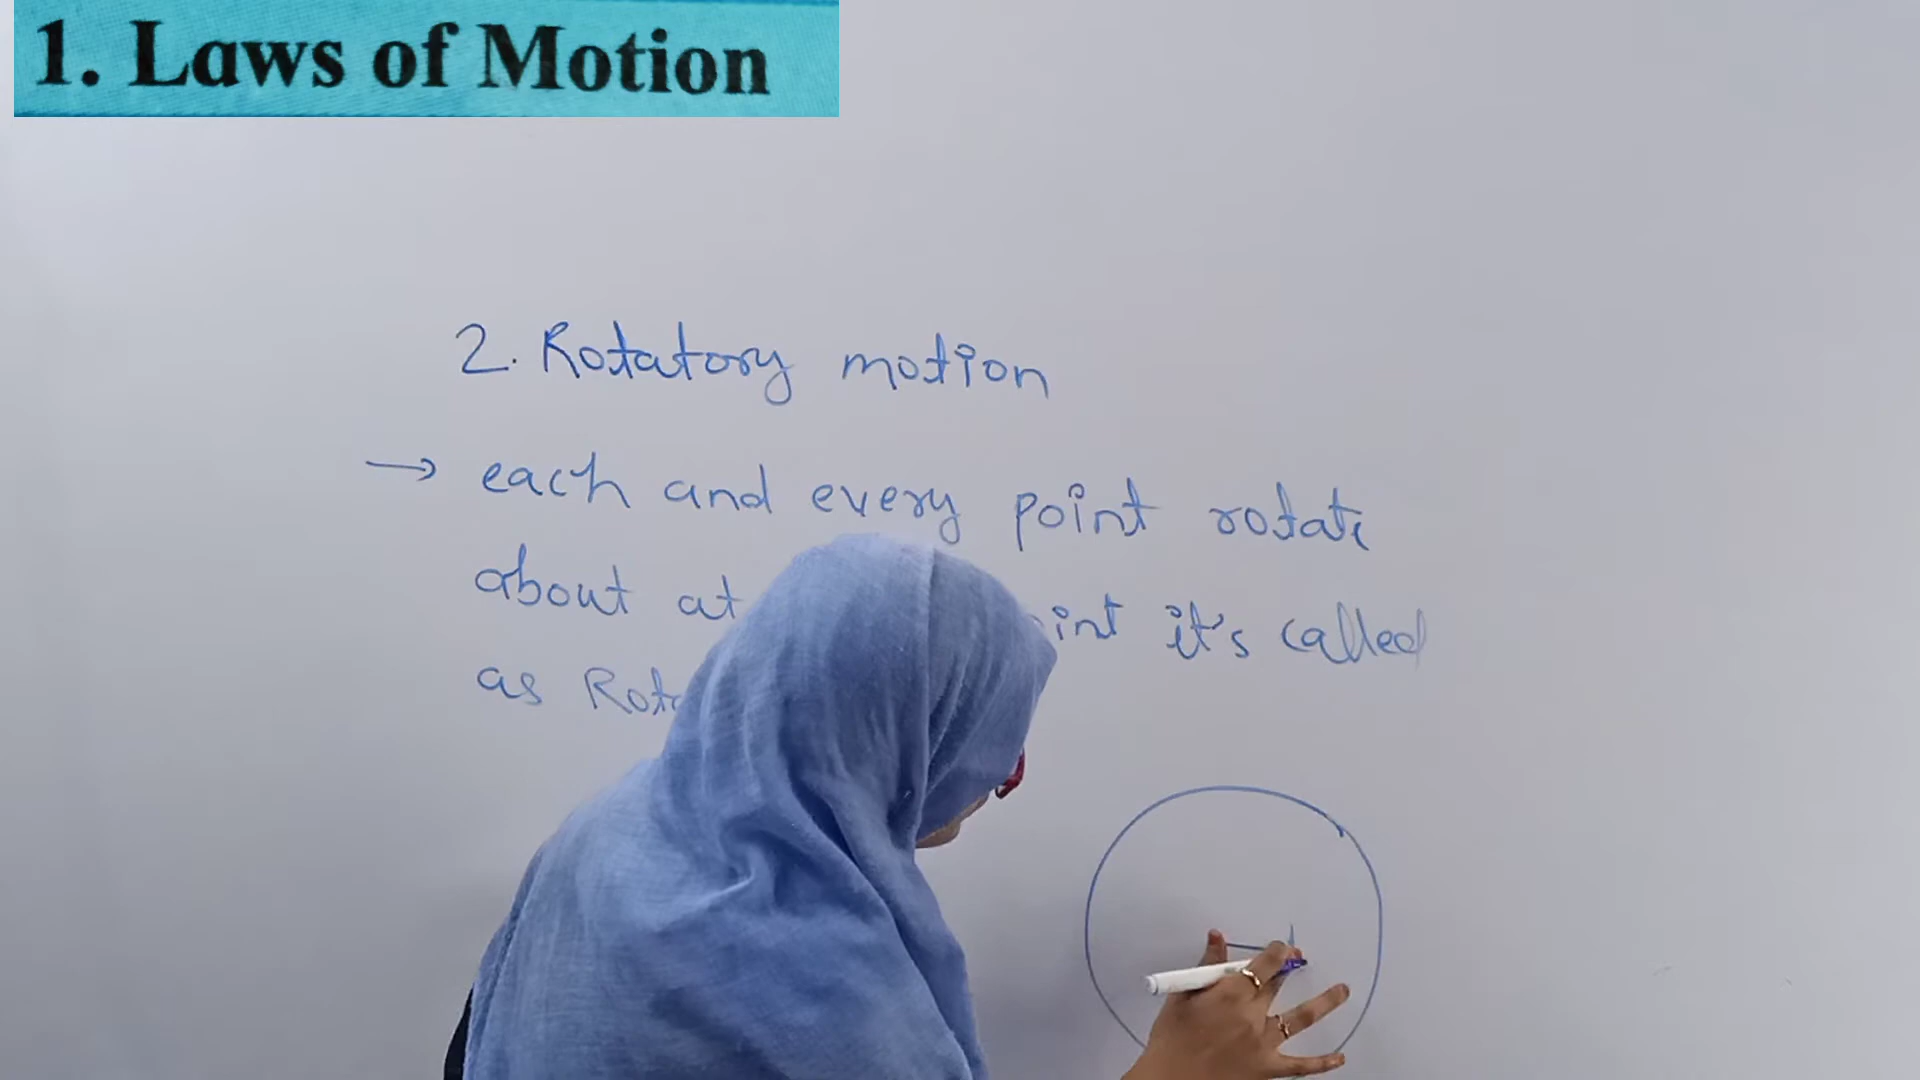 1. Laws of Motion
2. Rotatory motion
→ each and every point rotate
about at it's called
as